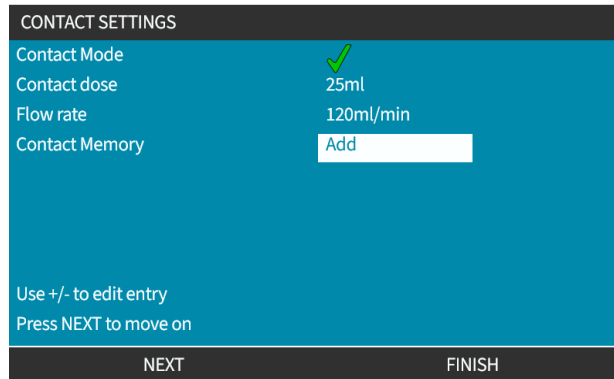 CONTACT SETTINGS
Contact Mode
Contact dose 25ml
Flow rate 120ml/min
Contact Memory Add
Use +/- to edit entry
Press NEXT to move on
NEXT FINISH